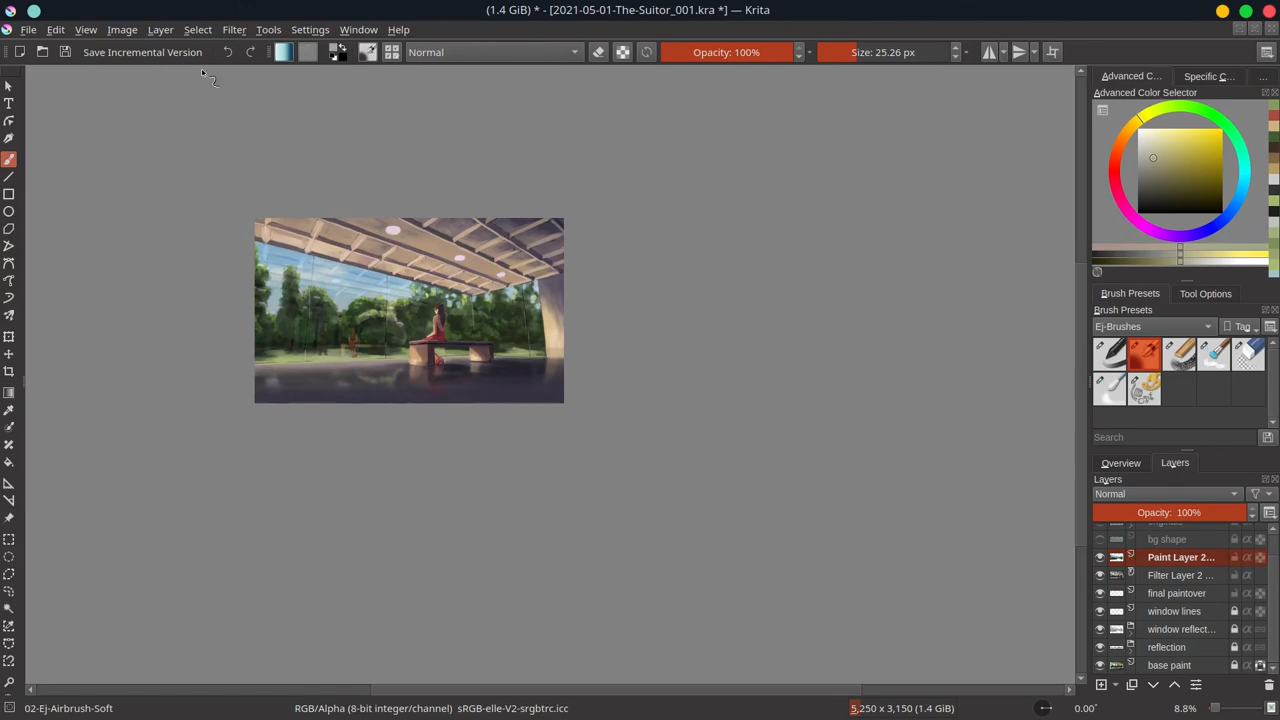 (1.4 GiB) * - [2021-05-01-The-Suitor_001.kra *] — Krita
File Edit View Image Layer Select Filter Tools Settings Window Help
Save Incremental Version Normal Opacity: 100% Size: 25.26 px
Advanced C... Specific C... ...
Advanced Color Selector
Brush Presets Tool Options
Brush Presets
Ej-Brushes Tag
Search
Overview Layers
Layers
Normal
Opacity: 100%
bg shape
Paint Layer 2...
Filter Layer 2 ...
final paintover
window lines
window reflect...
reflection
base paint
02-Ej-Airbrush-Soft RGB/Alpha (8-bit integer/channel) sRGB-elle-V2-srgbtrc.icc 5,250 x 3,150 (1.4 GiB) 0.00° 8.8%